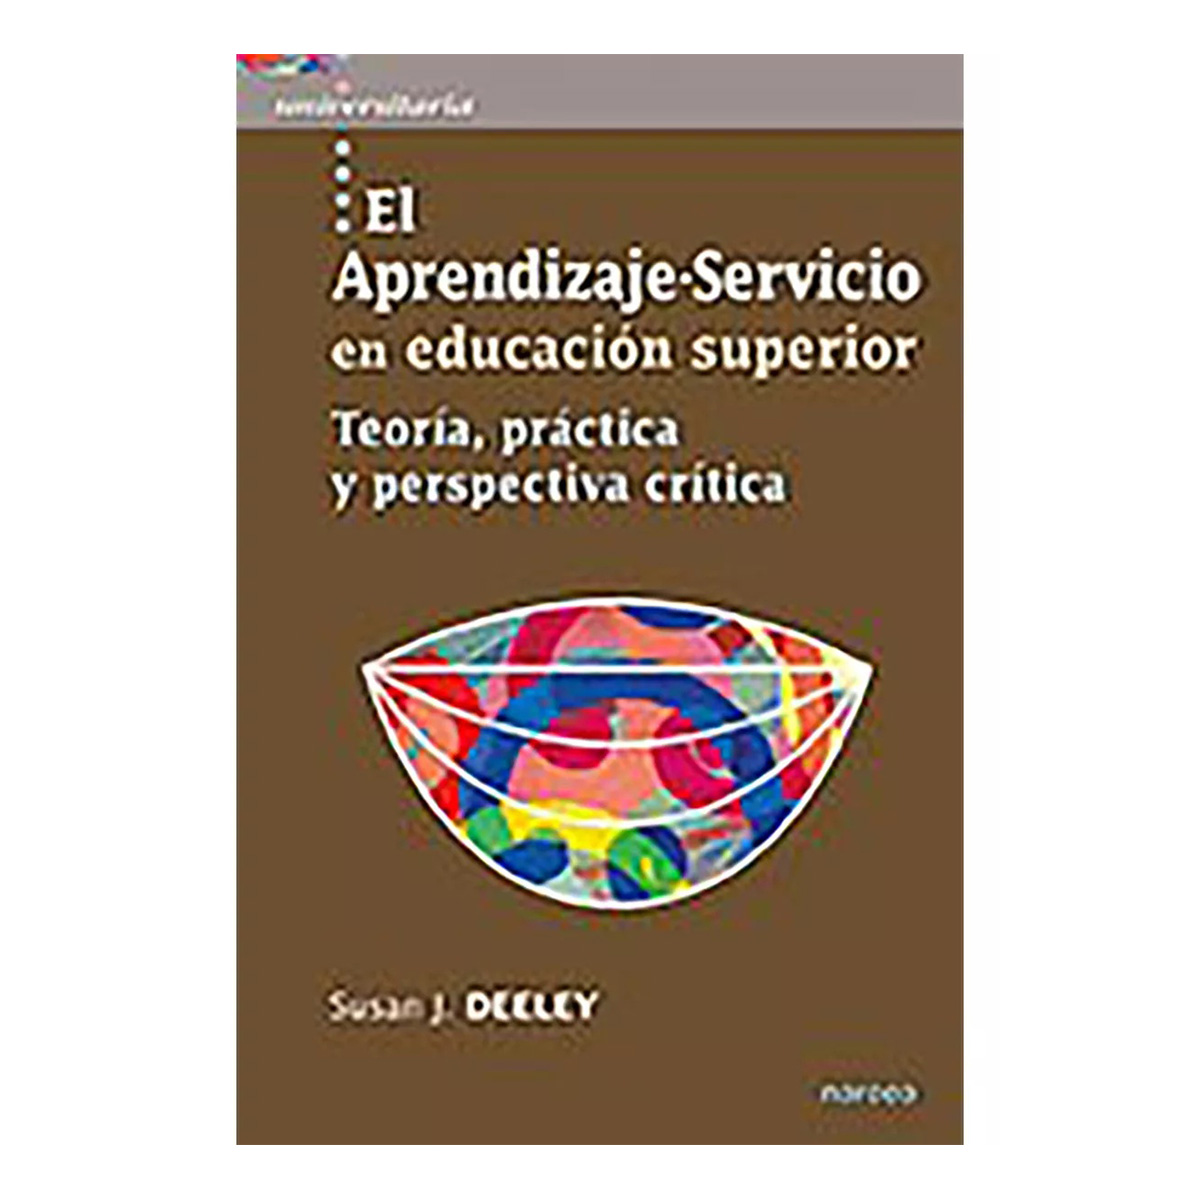 universitaria
El
Aprendizaje-Servicio
en educación superior
Teoría, práctica
y perspectiva crítica
Susan J. DEELEY
narcea